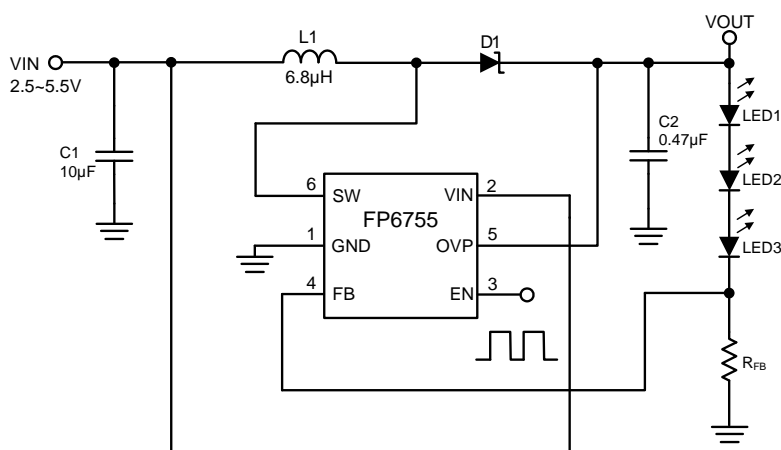 VOUT
L1
D1
VIN
6.8µH
2.5~5.5V
LED1
C2
0.47µF
C1
10µF
LED2
6
SW
VIN
2
FP6755
1
GND
OVP
5
LED3
4
FB
EN
3
RFB